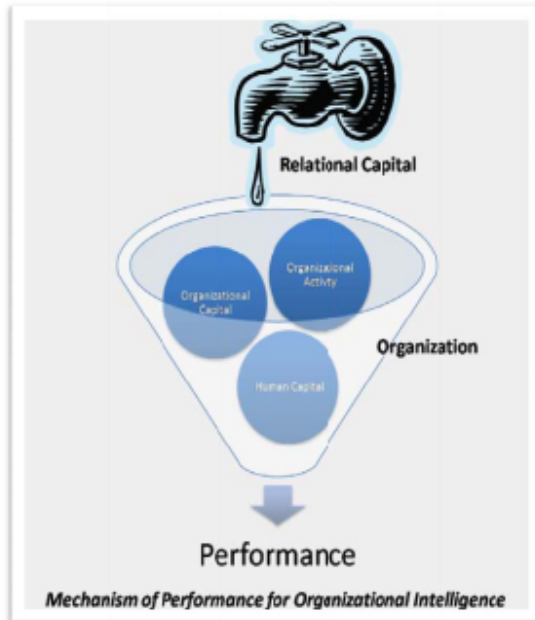 Relational Capital
Organizational
Activity
Organizational
Capital
Organization
Human Capital
Performance
Mechanism of Performance for Organizational Intelligence